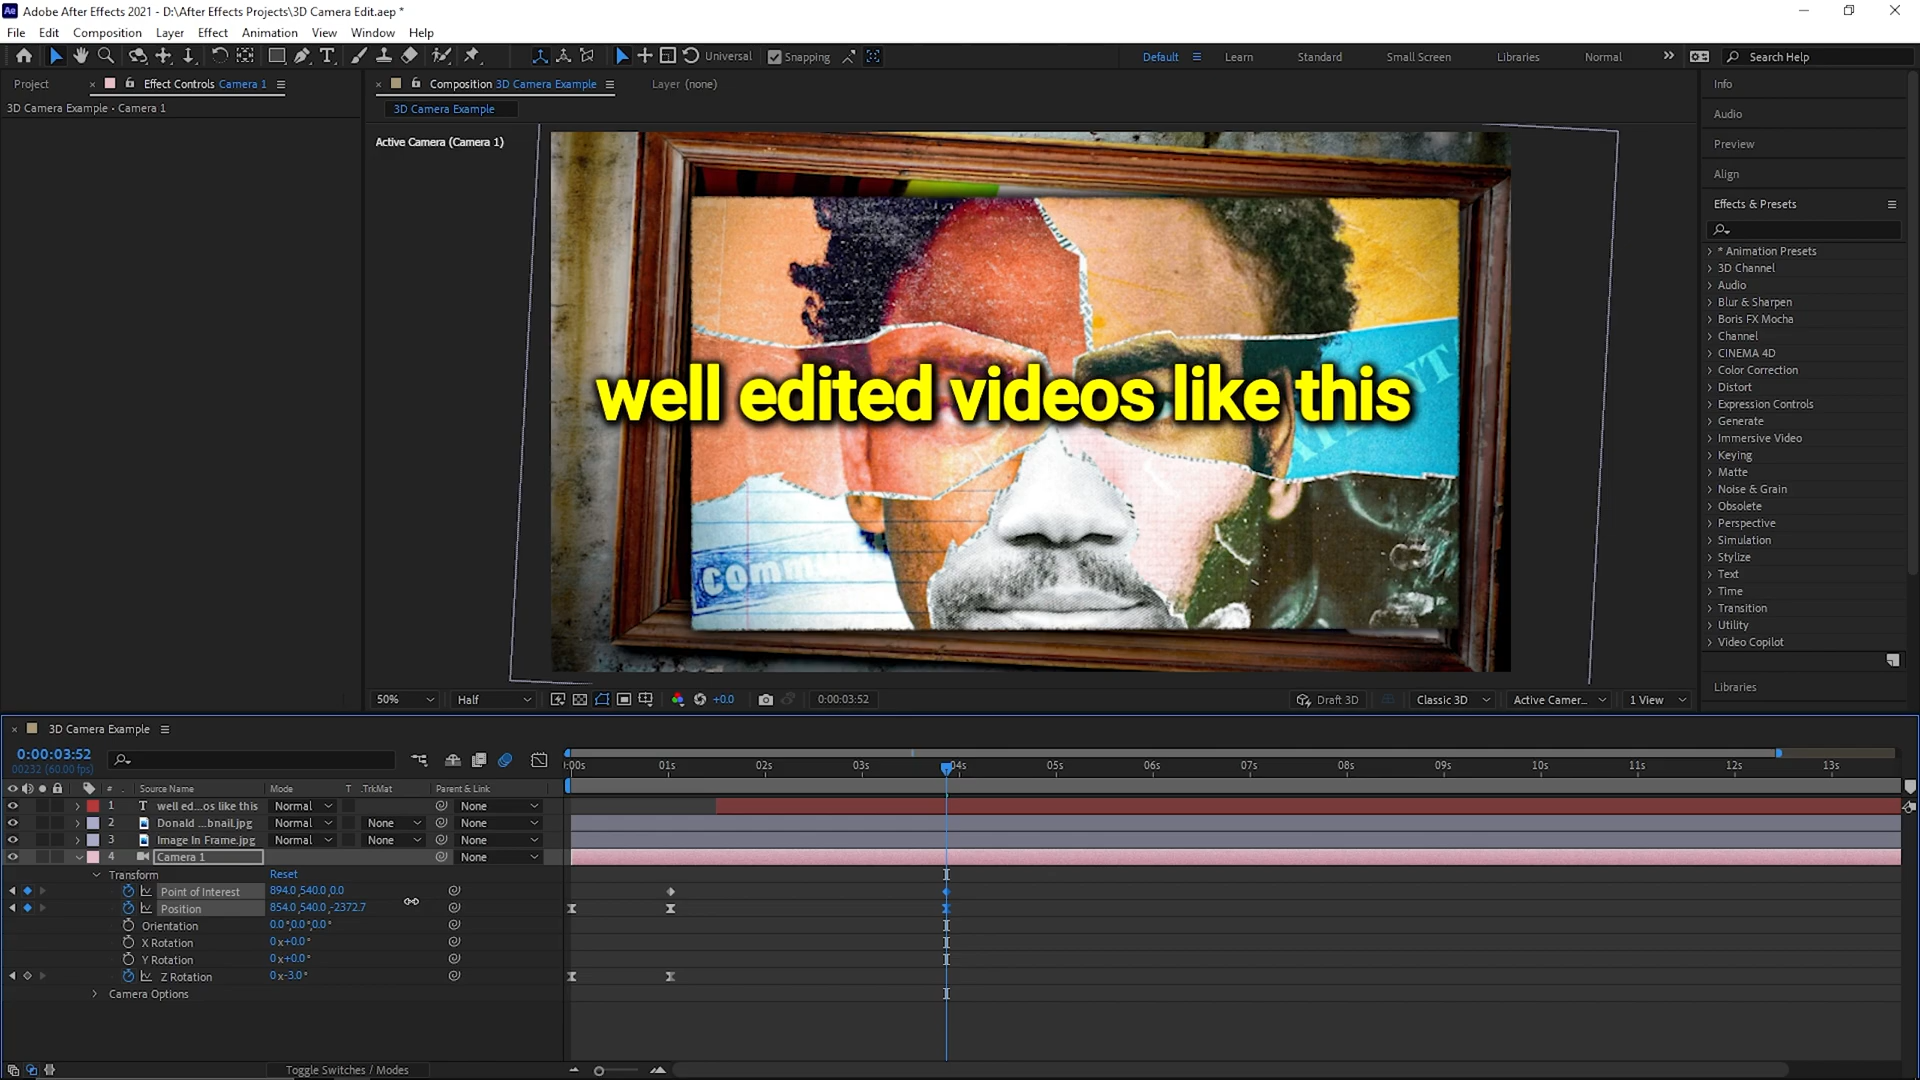 Adobe After Effects 2021 - D:\After Effects Projects\3D Camera Edit.aep *
File Edit Composition Layer Effect Animation View Window Help
Universal Snapping Default Learn Standard Small Screen Libraries Normal Search Help
Project Effect Controls Camera 1
Composition 3D Camera Example
Layer (none)
3D Camera Example • Camera 1
3D Camera Example
Active Camera (Camera 1)
well edited videos like this
Info
Audio
Preview
Align
Effects & Presets
* Animation Presets
3D Channel
Audio
Blur & Sharpen
Boris FX Mocha
Channel
CINEMA 4D
Color Correction
Distort
Expression Controls
Generate
Immersive Video
Keying
Matte
Noise & Grain
Obsolete
Perspective
Simulation
Stylize
Text
Time
Transition
Utility
Video Copilot
Libraries
50% Half +0.0 0:00:03:52 Draft 3D Classic 3D Active Camer... 1 View
3D Camera Example
0:00:03:52
00232 (60.00 fps)
:00s 01s 02s 03s 04s 05s 06s 07s 08s 09s 10s 11s 12s 13s
# Source Name Mode T .TrkMat Parent & Link
1 T well ed...os like this Normal None
2 Donald ...bnail.jpg Normal None None
3 Image In Frame.jpg Normal None None
4 Camera 1 None
Transform Reset
Point of Interest 894.0,540.0,0.0
Position 854.0,540.0,-2372.7
Orientation 0.0°,0.0°,0.0°
X Rotation 0x+0.0°
Y Rotation 0x+0.0°
Z Rotation 0x-3.0°
Camera Options
Toggle Switches / Modes